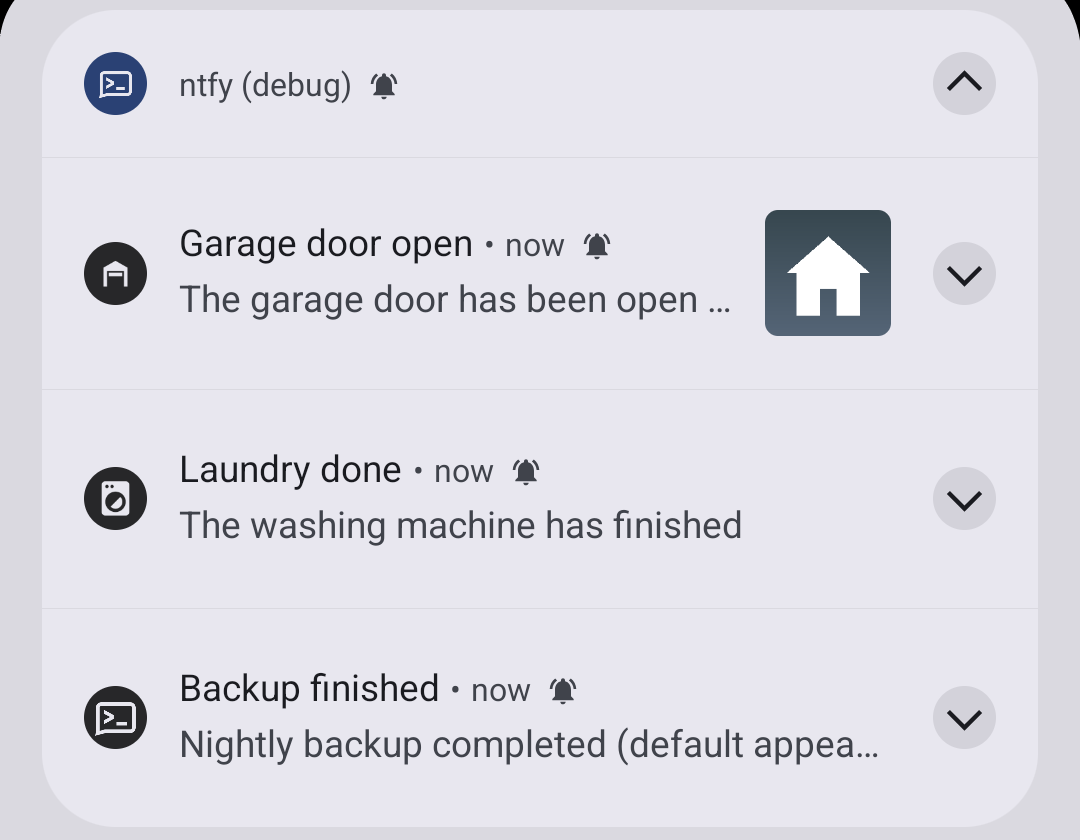 ntfy (debug)
Garage door open • now
The garage door has been open ...
Laundry done • now
The washing machine has finished
Backup finished • now
Nightly backup completed (default appea...